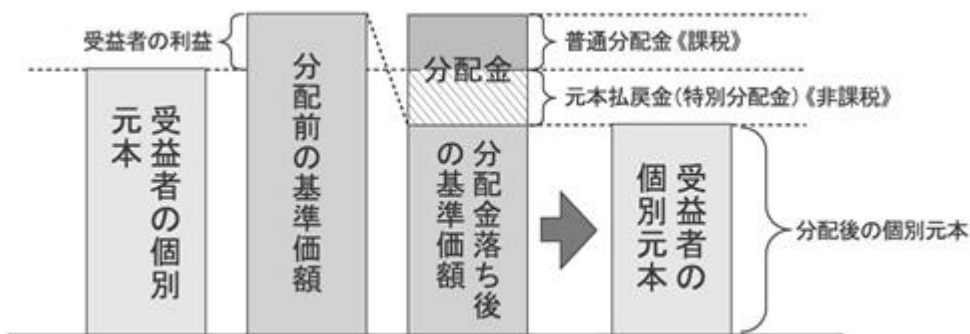 受益者の利益
受益者の個別
元本
分配前の基準価額
分配金
分配金落ち後
の基準価額
普通分配金《課税》
元本払戻金(特別分配金)《非課税》
受益者の
個別元本
分配後の個別元本